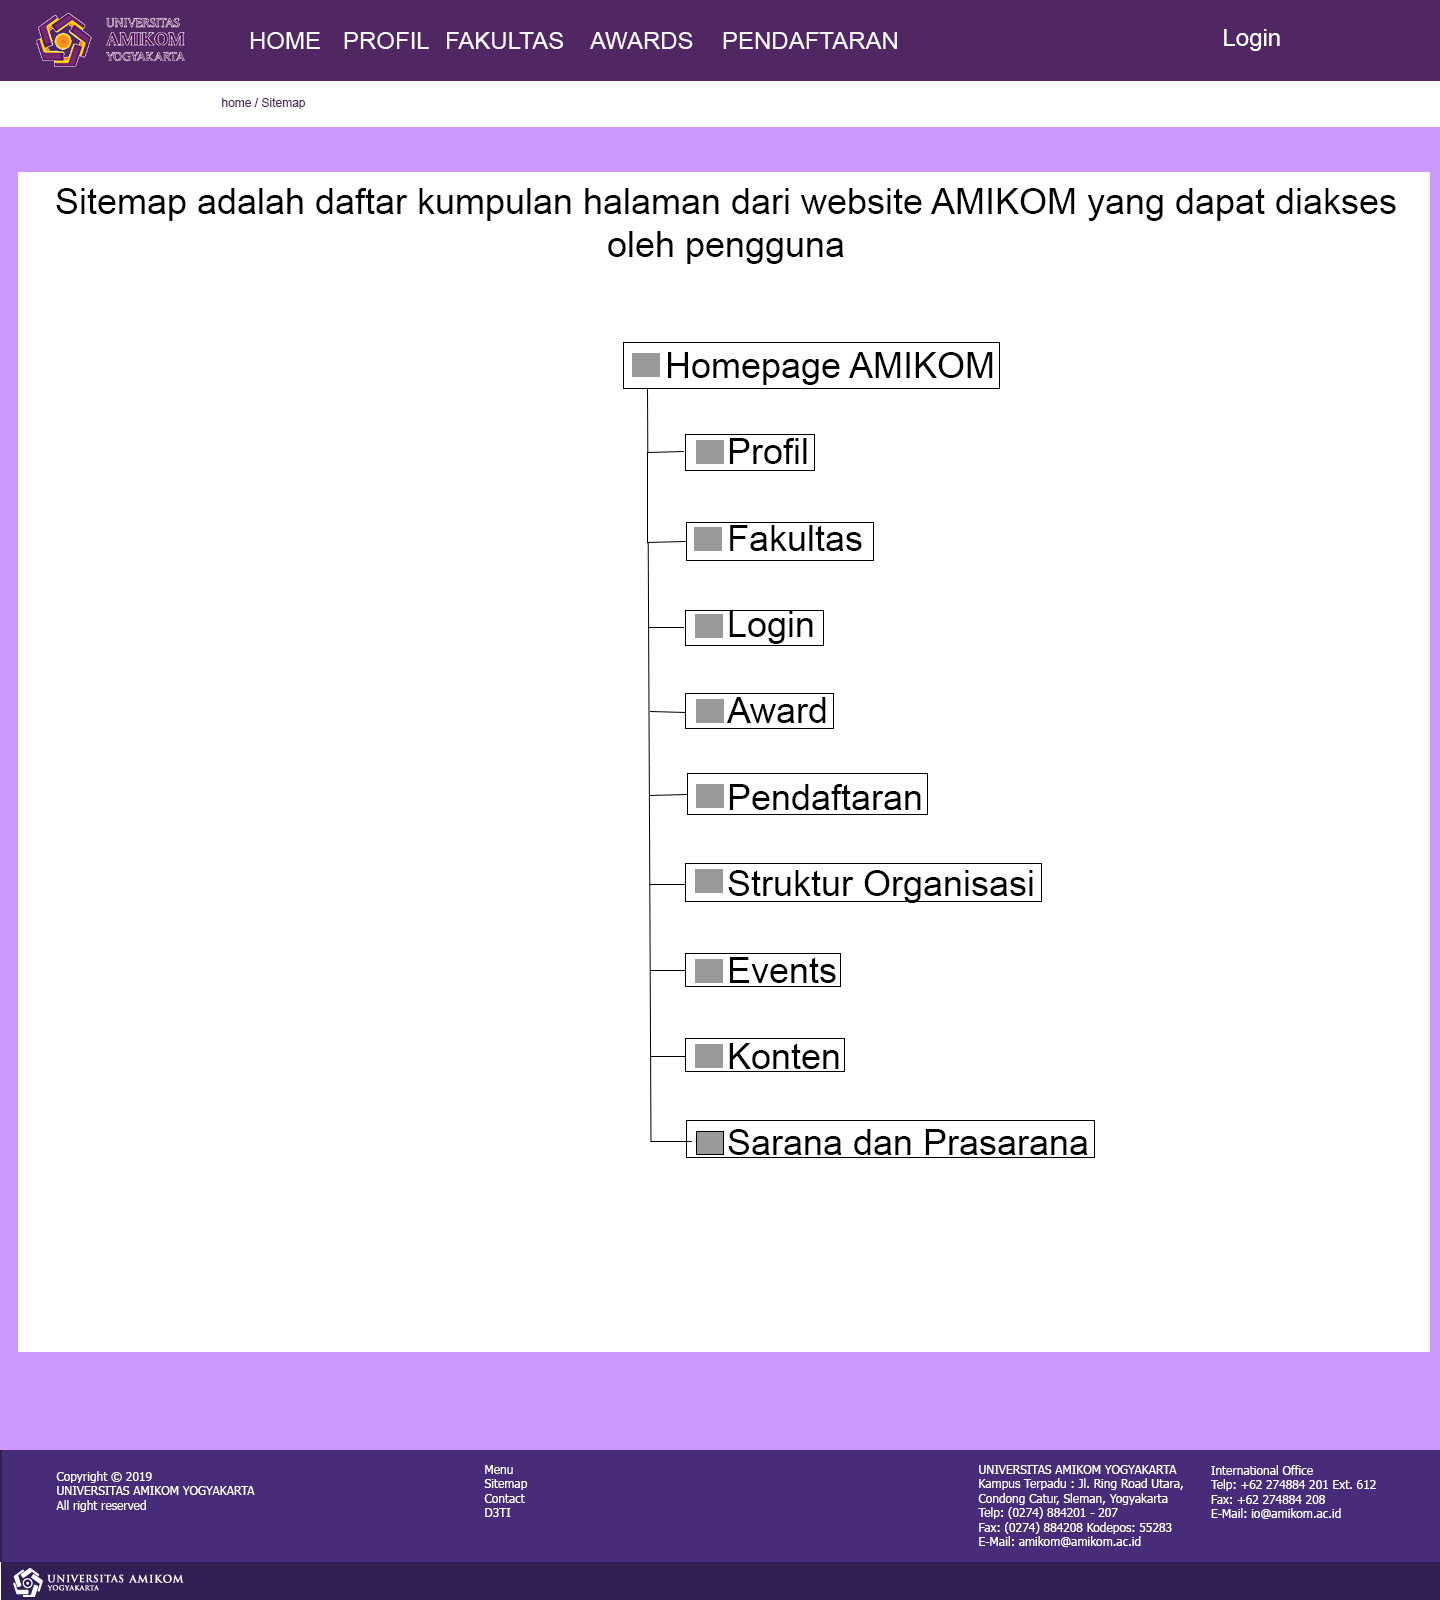 UNIVERSITAS
AMIKOM
YOGYAKARTA
HOME PROFIL FAKULTAS AWARDS PENDAFTARAN
Login
home / Sitemap
Sitemap adalah daftar kumpulan halaman dari website AMIKOM yang dapat diakses
oleh pengguna
Homepage AMIKOM
Profil
Fakultas
Login
Award
Pendaftaran
Struktur Organisasi
Events
Konten
Sarana dan Prasarana
Copyright © 2019
UNIVERSITAS AMIKOM YOGYAKARTA
All right reserved
Menu
Sitemap
Contact
D3TI
UNIVERSITAS AMIKOM YOGYAKARTA
Kampus Terpadu : Jl. Ring Road Utara,
Condong Catur, Sleman, Yogyakarta
Telp: (0274) 884201 - 207
Fax: (0274) 884208 Kodepos: 55283
E-Mail: amikom@amikom.ac.id
International Office
Telp: +62 274884 201 Ext. 612
Fax: +62 274884 208
E-Mail: io@amikom.ac.id
UNIVERSITAS AMIKOM
YOGYAKARTA